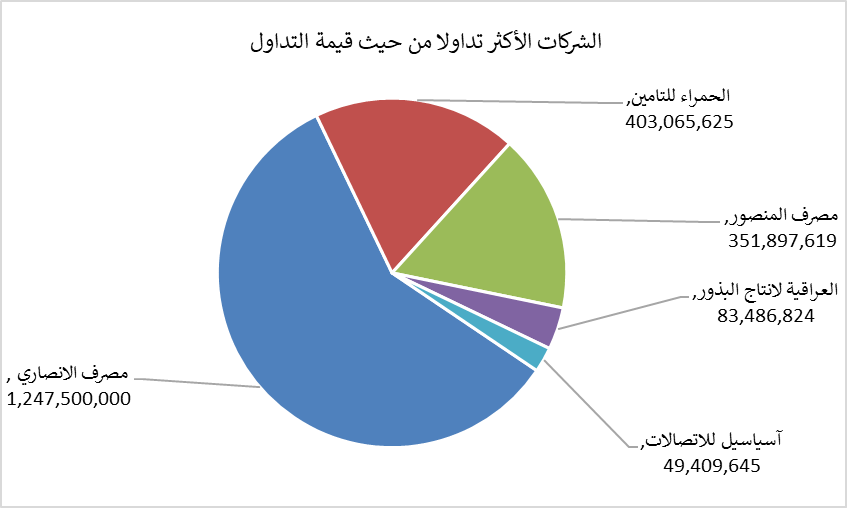 الشركات الأكثر تداولا من حيث قيمة التداول
الحمراء للتامين,
403,065,625
مصرف المنصور,
351,897,619
العراقية لانتاج البذور,
83,486,824
آسياسيل للاتصالات,
49,409,645
مصرف الانصاري ,
1,247,500,000